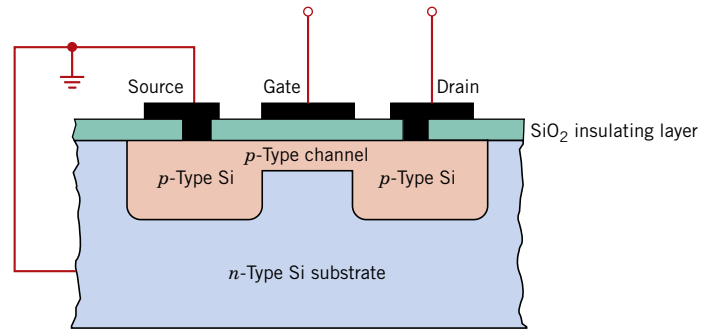 Source
Gate
Drain
SiO₂ insulating layer
p-Type channel
p-Type Si
p-Type Si
n-Type Si substrate